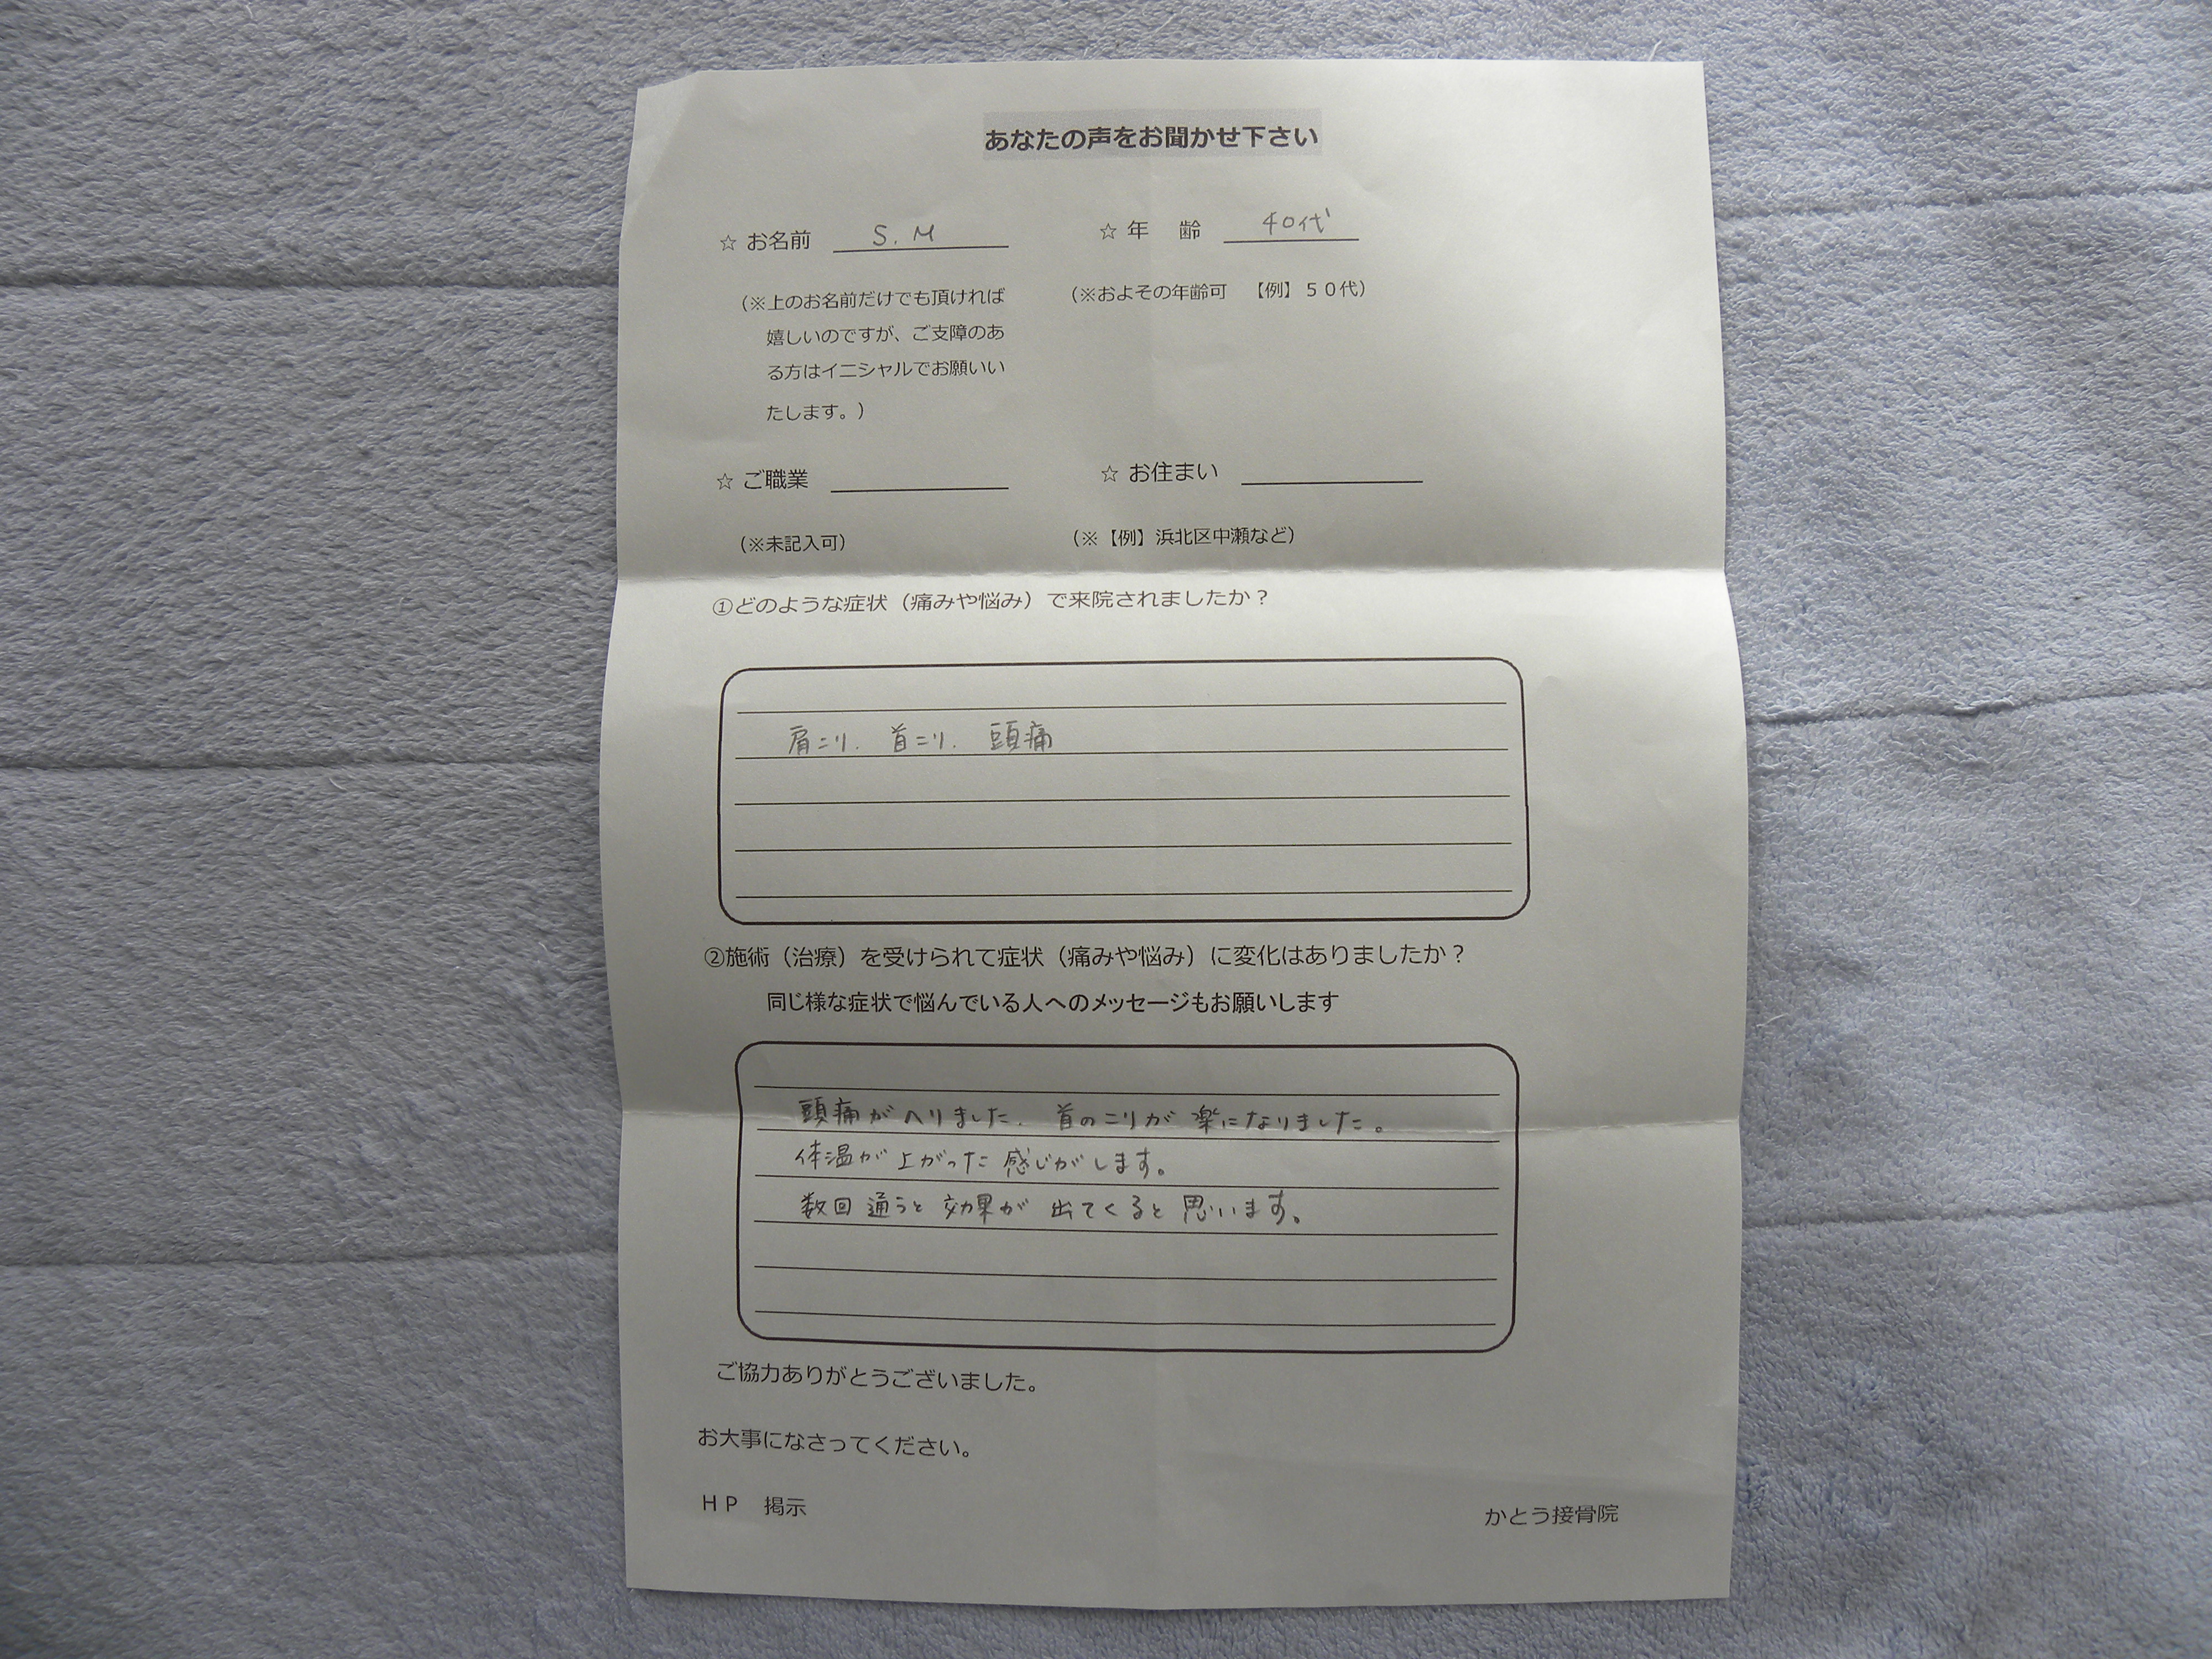 あなたの声をお聞かせ下さい
☆ お名前 S.M ☆ 年 齢 40代
(※上のお名前だけでも頂ければ (※およその年齢可 【例】50代)
嬉しいのですが、ご支障のあ
る方はイニシャルでお願いい
たします。)
☆ ご職業 ☆ お住まい
(※未記入可) (※【例】浜北区中瀬など)
①どのような症状(痛みや悩み)で来院されましたか?
肩こり. 首こり. 頭痛
②施術(治療)を受けられて症状(痛みや悩み)に変化はありましたか?
同じ様な症状で悩んでいる人へのメッセージもお願いします
頭痛がへりました. 首のこりが 楽になりました。
体温が上がった感じがします。
数回通うと効果が出てくると思います。
ご協力ありがとうございました。
お大事になさってください。
HP 掲示 かとう接骨院